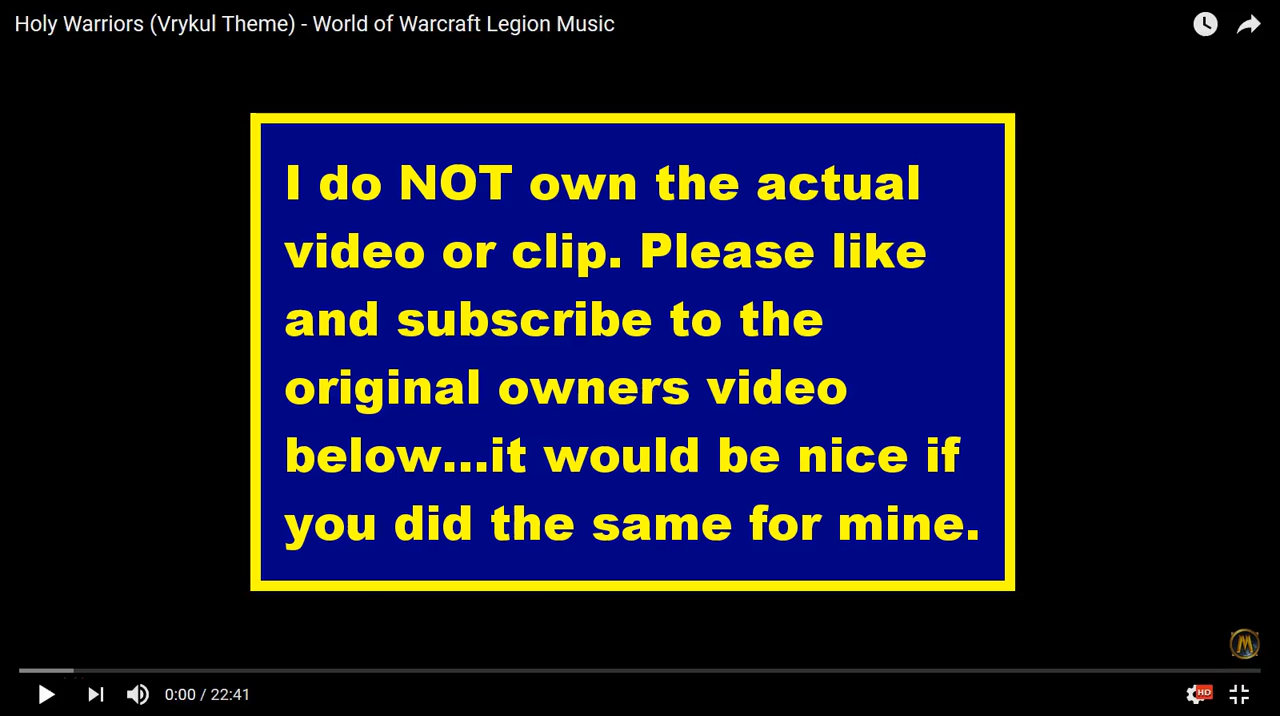 Holy Warriors (Vrykul Theme) - World of Warcraft Legion Music
I do NOT own the actual
video or clip. Please like
and subscribe to the
original owners video
below...it would be nice if
you did the same for mine.
M
0:00 / 22:41
HD